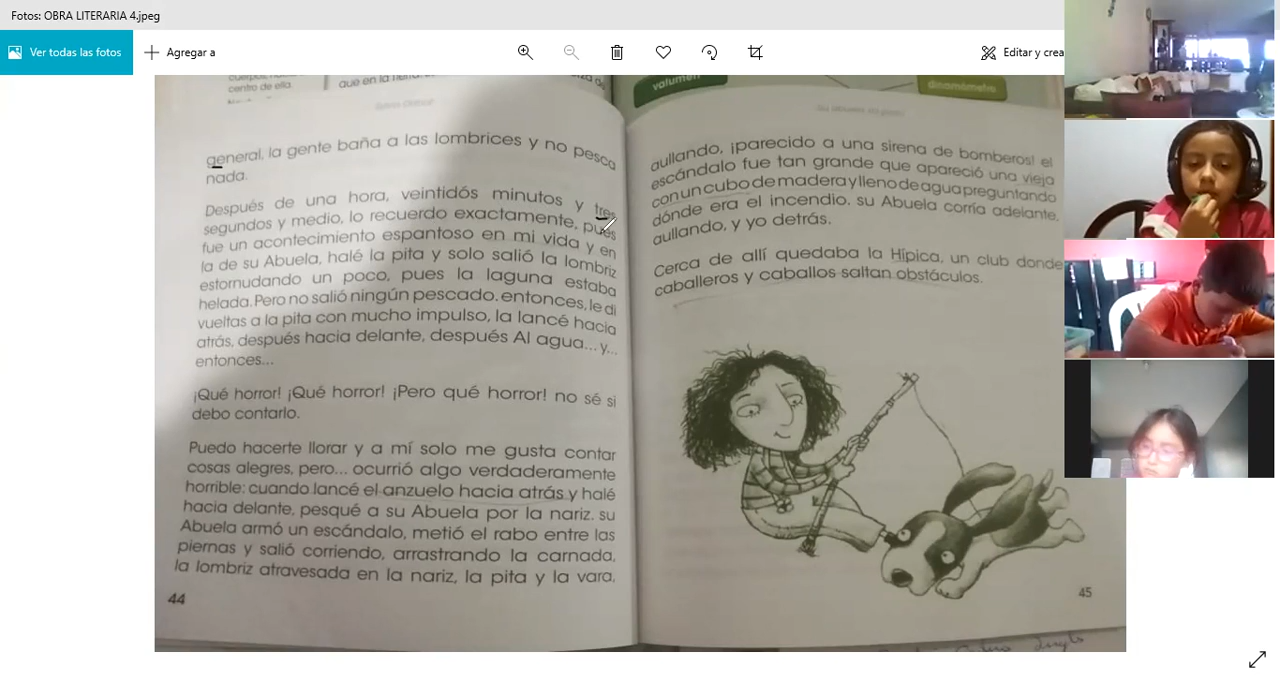 Fotos: OBRA LITERARIA 4.jpeg
Ver todas las fotos
Agregar a
Editar y crea
centro de ella.
valumen
dinamómetro
general, la gente baña a las lombrices y no pesca
nada.
Después de una hora, veintidós minutos y tres
segundos y medio, lo recuerdo exactamente, pues
fue un acontecimiento espantoso en mi vida y en
la de su Abuela, halé la pita y solo salió la lombriz
estornudando un poco, pues la laguna estaba
helada. Pero no salió ningún pescado. entonces, le di
vueltas a la pita con mucho impulso, la lancé hacia
atrás, después hacia delante, después Al agua... y...
entonces...
¡Qué horror! ¡Qué horror! ¡Pero qué horror! no sé si
debo contarlo.
Puedo hacerte llorar y a mí solo me gusta contar
cosas alegres, pero... ocurrió algo verdaderamente
horrible: cuando lancé el anzuelo hacia atrás y halé
hacia delante, pesqué a su Abuela por la nariz. su
Abuela armó un escándalo, metió el rabo entre las
piernas y salió corriendo, arrastrando la carnada,
la lombriz atravesada en la nariz, la pita y la vara,
44
aullando, ¡parecido a una sirena de bomberos! el
escándalo fue tan grande que apareció una vieja
con un cubo de madera y lleno de agua preguntando
dónde era el incendio. su Abuela corría adelante,
aullando, y yo detrás.
Cerca de allí quedaba la Hípica, un club donde
caballeros y caballos saltan obstáculos.
45